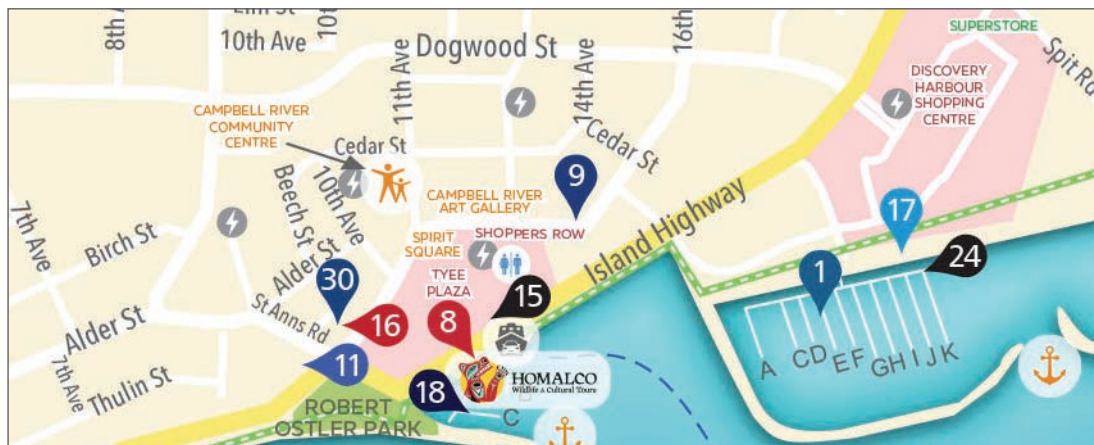 8th Ave
Elm St
10th Ave
10th
11th Ave
Dogwood St
14th Ave
16th
SUPERSTORE
Spit Rd
DISCOVERY
HARBOUR
SHOPPING
CENTRE
CAMPBELL RIVER
COMMUNITY
CENTRE
Cedar St
Cedar St
Beech St
10th Ave
9
CAMPBELL RIVER
ART GALLERY
SHOPPERS ROW
SPIRIT
SQUARE
TYEE
PLAZA
Island Highway
17
7th Ave
Birch St
Alder St
30
St Anns Rd
16
8
15
1
24
Alder St
7th Ave
Thulin St
11
18
HOMALCO
Wildlife & Cultural Tours
ROBERT
OSTLER PARK
C
A
CD
EF
GH
I
J
K